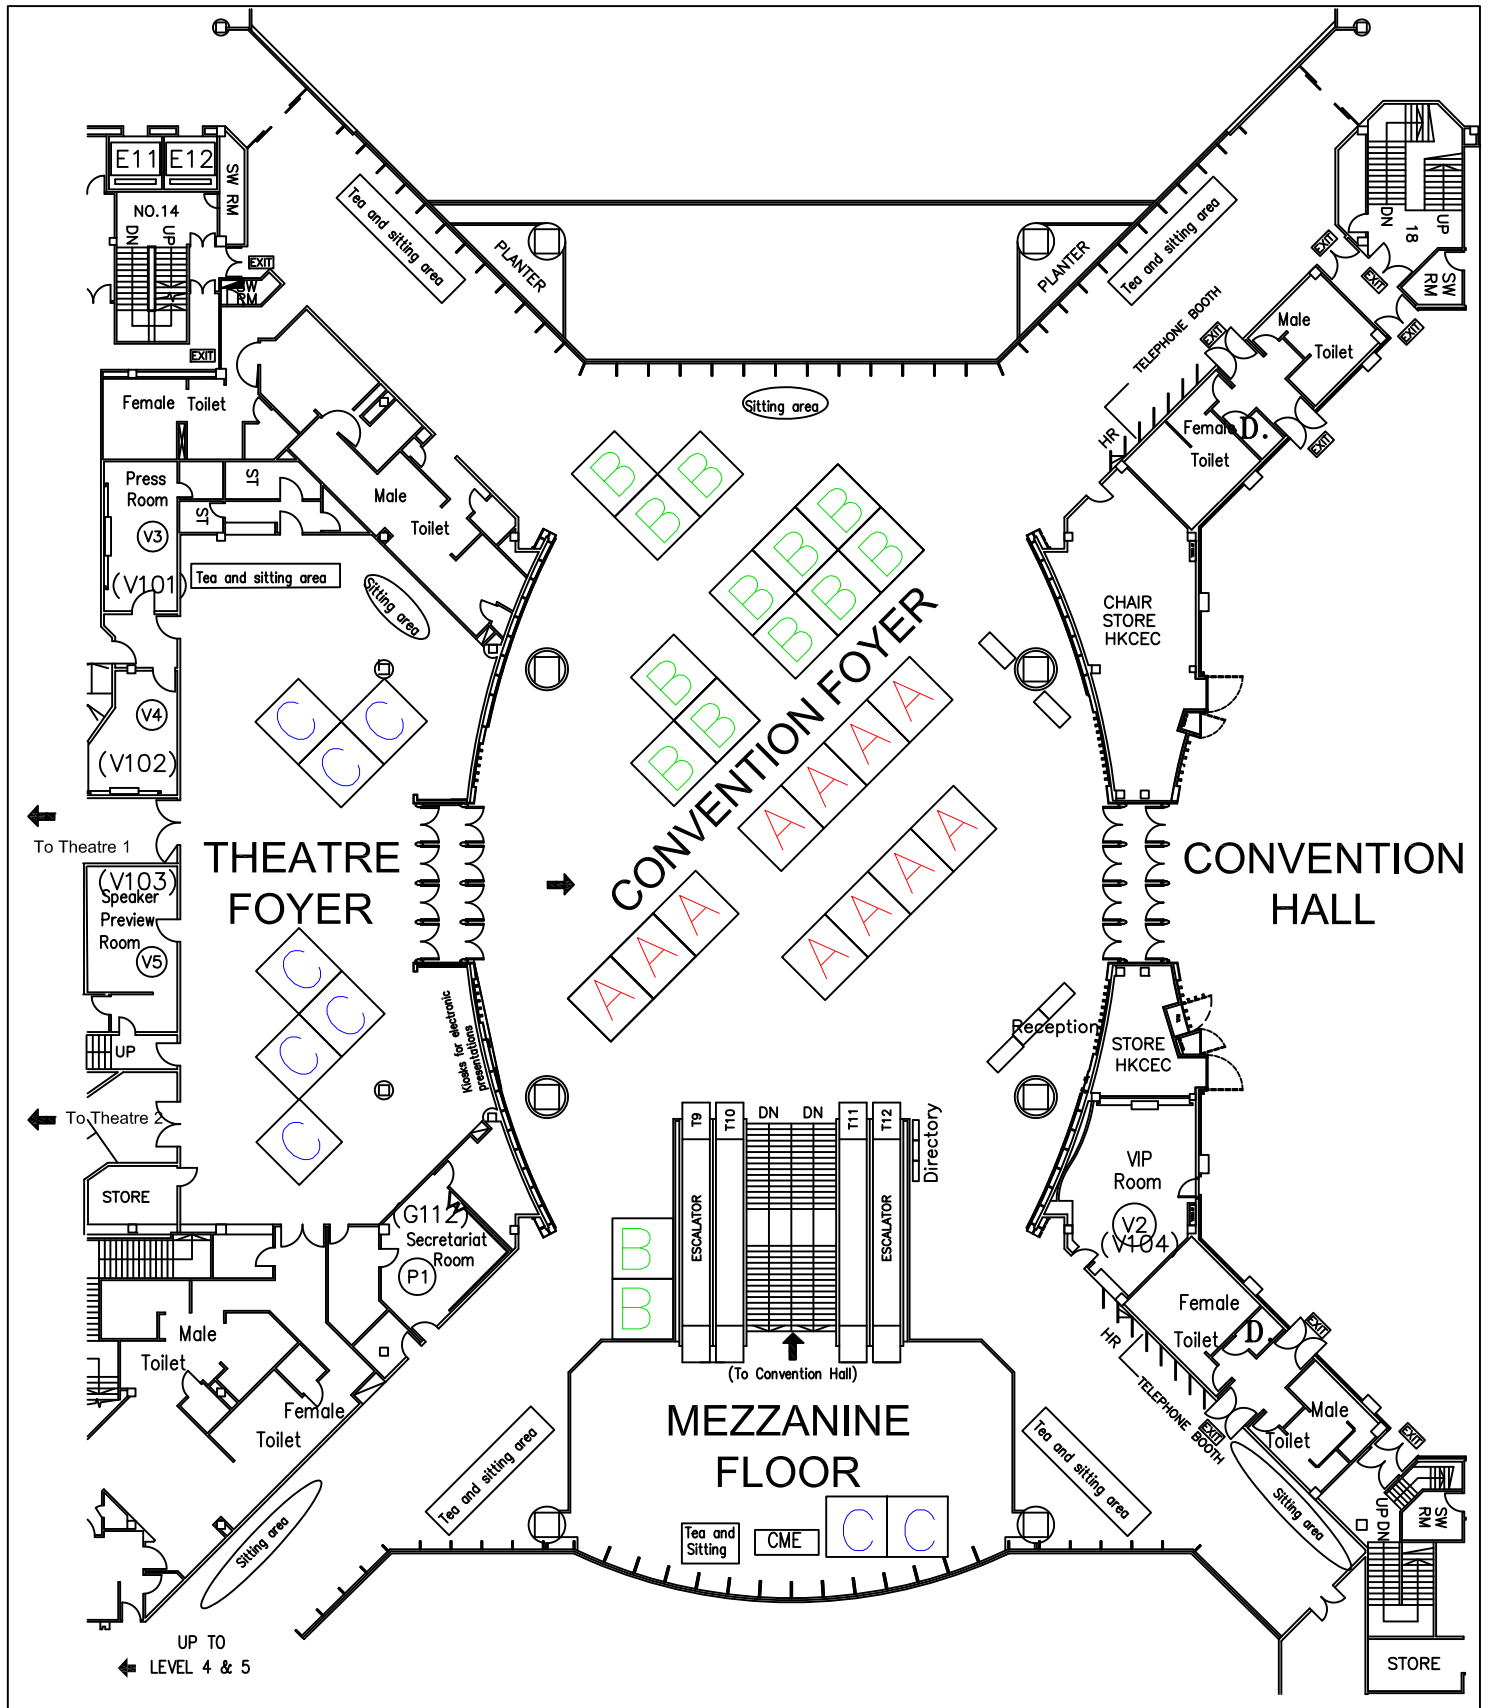 E11 E12
SW RM
NO.14
DN
UP
EXIT
SW
RM
EXIT
Tea and sitting area
PLANTER
PLANTER
Tea and sitting area
DN
18
UP
EXIT
EXIT
SW
RM
EXIT
TELEPHONE BOOTH
EXIT
Male
Toilet
HR
Female
D.
Toilet
EXIT
Female Toilet
Sitting area
Press
Room
V3
(V101)
ST
ST
Male
Toilet
Tea and sitting area
Sitting area
B
B
B
B
B
B
B
B
B
B
B
B
CONVENTION FOYER
CHAIR
STORE
HKCEC
V4
(V102)
C
C
C
A
A
A
A
To Theatre 1
THEATRE
FOYER
CONVENTION
HALL
(V103)
Speaker
Preview
Room
V5
A
A
A
A
A
A
A
C
C
C
C
Kiosks for electronic
presentations
Reception
STORE
HKCEC
UP
To Theatre 2
STORE
T9
T10
DN
DN
T11
T12
Directory
ESCALATOR
ESCALATOR
VIP
Room
V2
(V104)
(G112)
Secretariat
Room
P1
B
B
(To Convention Hall)
Female
Toilet
D.
EXIT
HR
TELEPHONE BOOTH
Male
Toilet
EXIT
EXIT
Male
Toilet
Female
Toilet
MEZZANINE
FLOOR
Tea and sitting area
Tea and sitting area
Sitting area
Sitting area
Tea and
Sitting
CME
C
C
UP
DN
SW
RM
UP TO
LEVEL 4 & 5
STORE